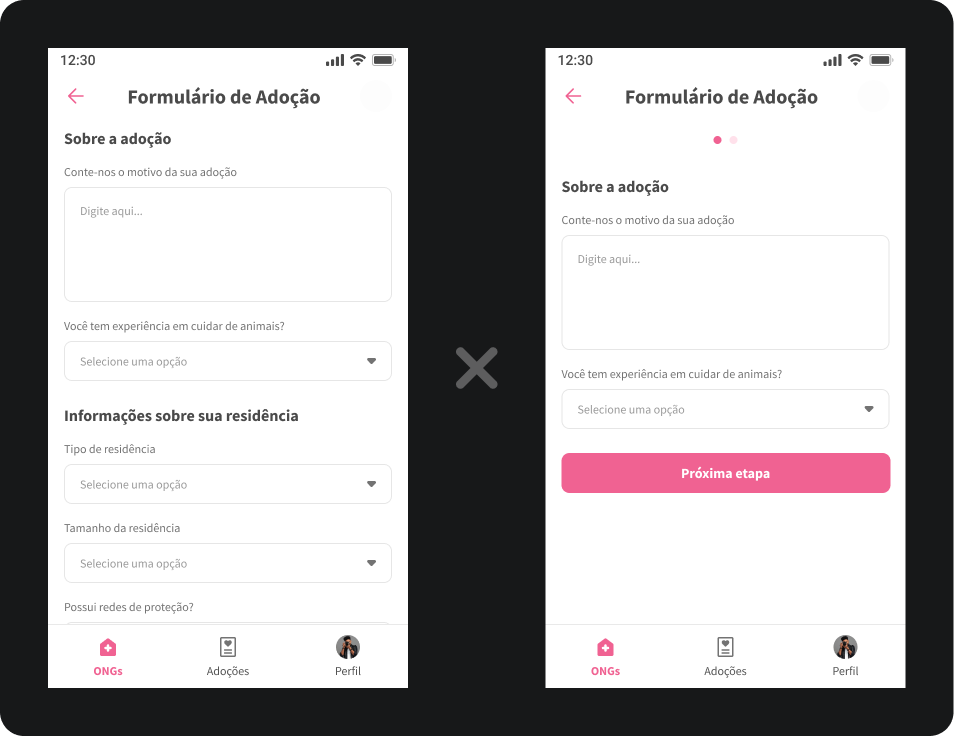 12:30
Formulário de Adoção
Sobre a adoção
Conte-nos o motivo da sua adoção
Digite aqui...
Você tem experiência em cuidar de animais?
Selecione uma opção
Informações sobre sua residência
Tipo de residência
Selecione uma opção
Tamanho da residência
Selecione uma opção
Possui redes de proteção?
ONGs
Adoções
Perfil
12:30
Formulário de Adoção
Sobre a adoção
Conte-nos o motivo da sua adoção
Digite aqui...
Você tem experiência em cuidar de animais?
Selecione uma opção
Próxima etapa
ONGs
Adoções
Perfil